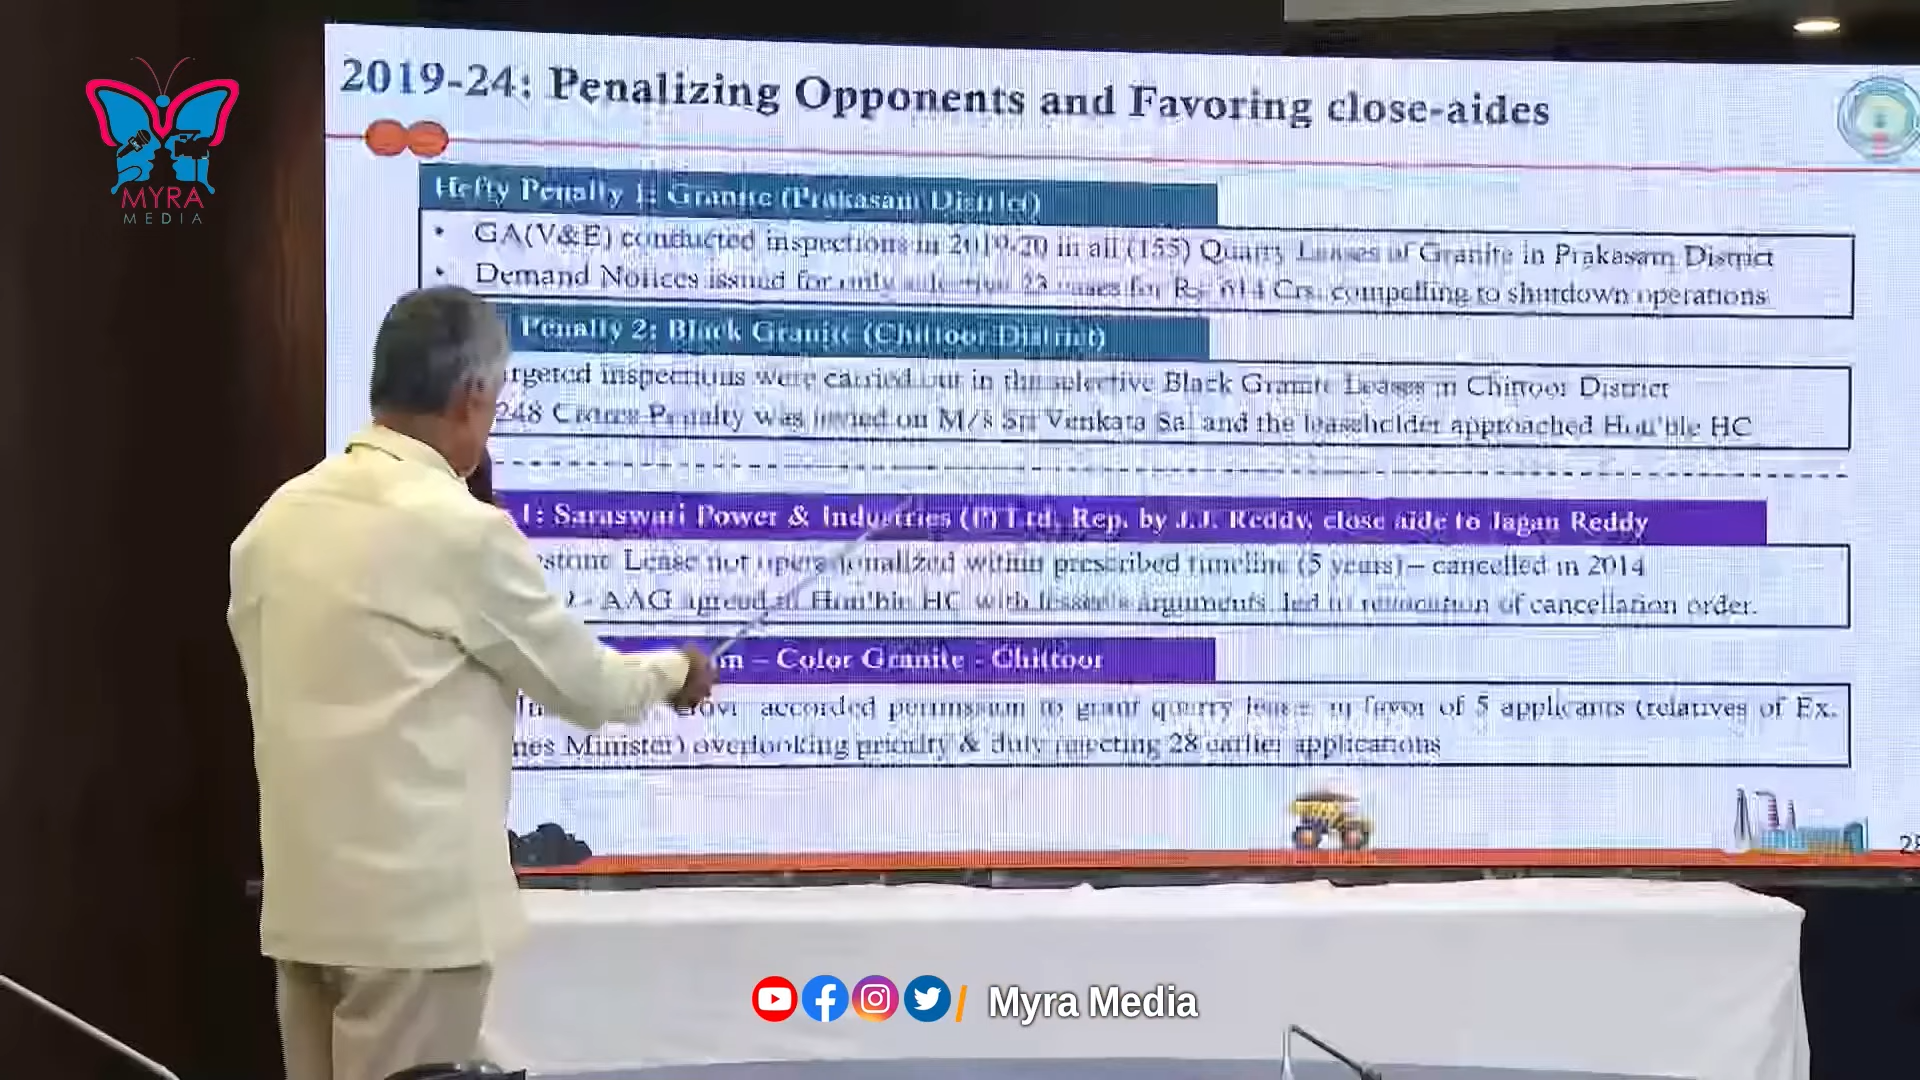 2019-24: Penalizing Opponents and Favoring close-aides
Hefty Penalty 1: Granite (Prakasam District)
• GA(V&E) conducted inspections in 2019-20 in all (155) Quarry Leases of Granite in Prakasam District
• Demand Notices issued for only selective 23 cases for Rs. 614 Crs. compelling to shutdown operations
Penalty 2: Black Granite (Chittoor District)
rgeted inspections were carried out in the selective Black Granite Leases in Chittoor District
248 Crores Penalty was levied on M/s Sri Venkata Sai and the leaseholder approached Hon'ble HC
1: Saraswati Power & Industries (P) Ltd, Rep. by J.J. Reddy, close aide to Jagan Reddy
stone Lease not operationalized within prescribed timeline (5 years)– cancelled in 2014
- AAG agreed in Hon'ble HC with lessee's arguments, led to revocation of cancellation order.
m – Color Granite - Chittoor
Govt accorded permission to grant quarry lease in favor of 5 applicants (relatives of Ex.
nes Minister) overlooking priority & duly rejecting 28 earlier applications
28
MYRA
MEDIA
/ Myra Media